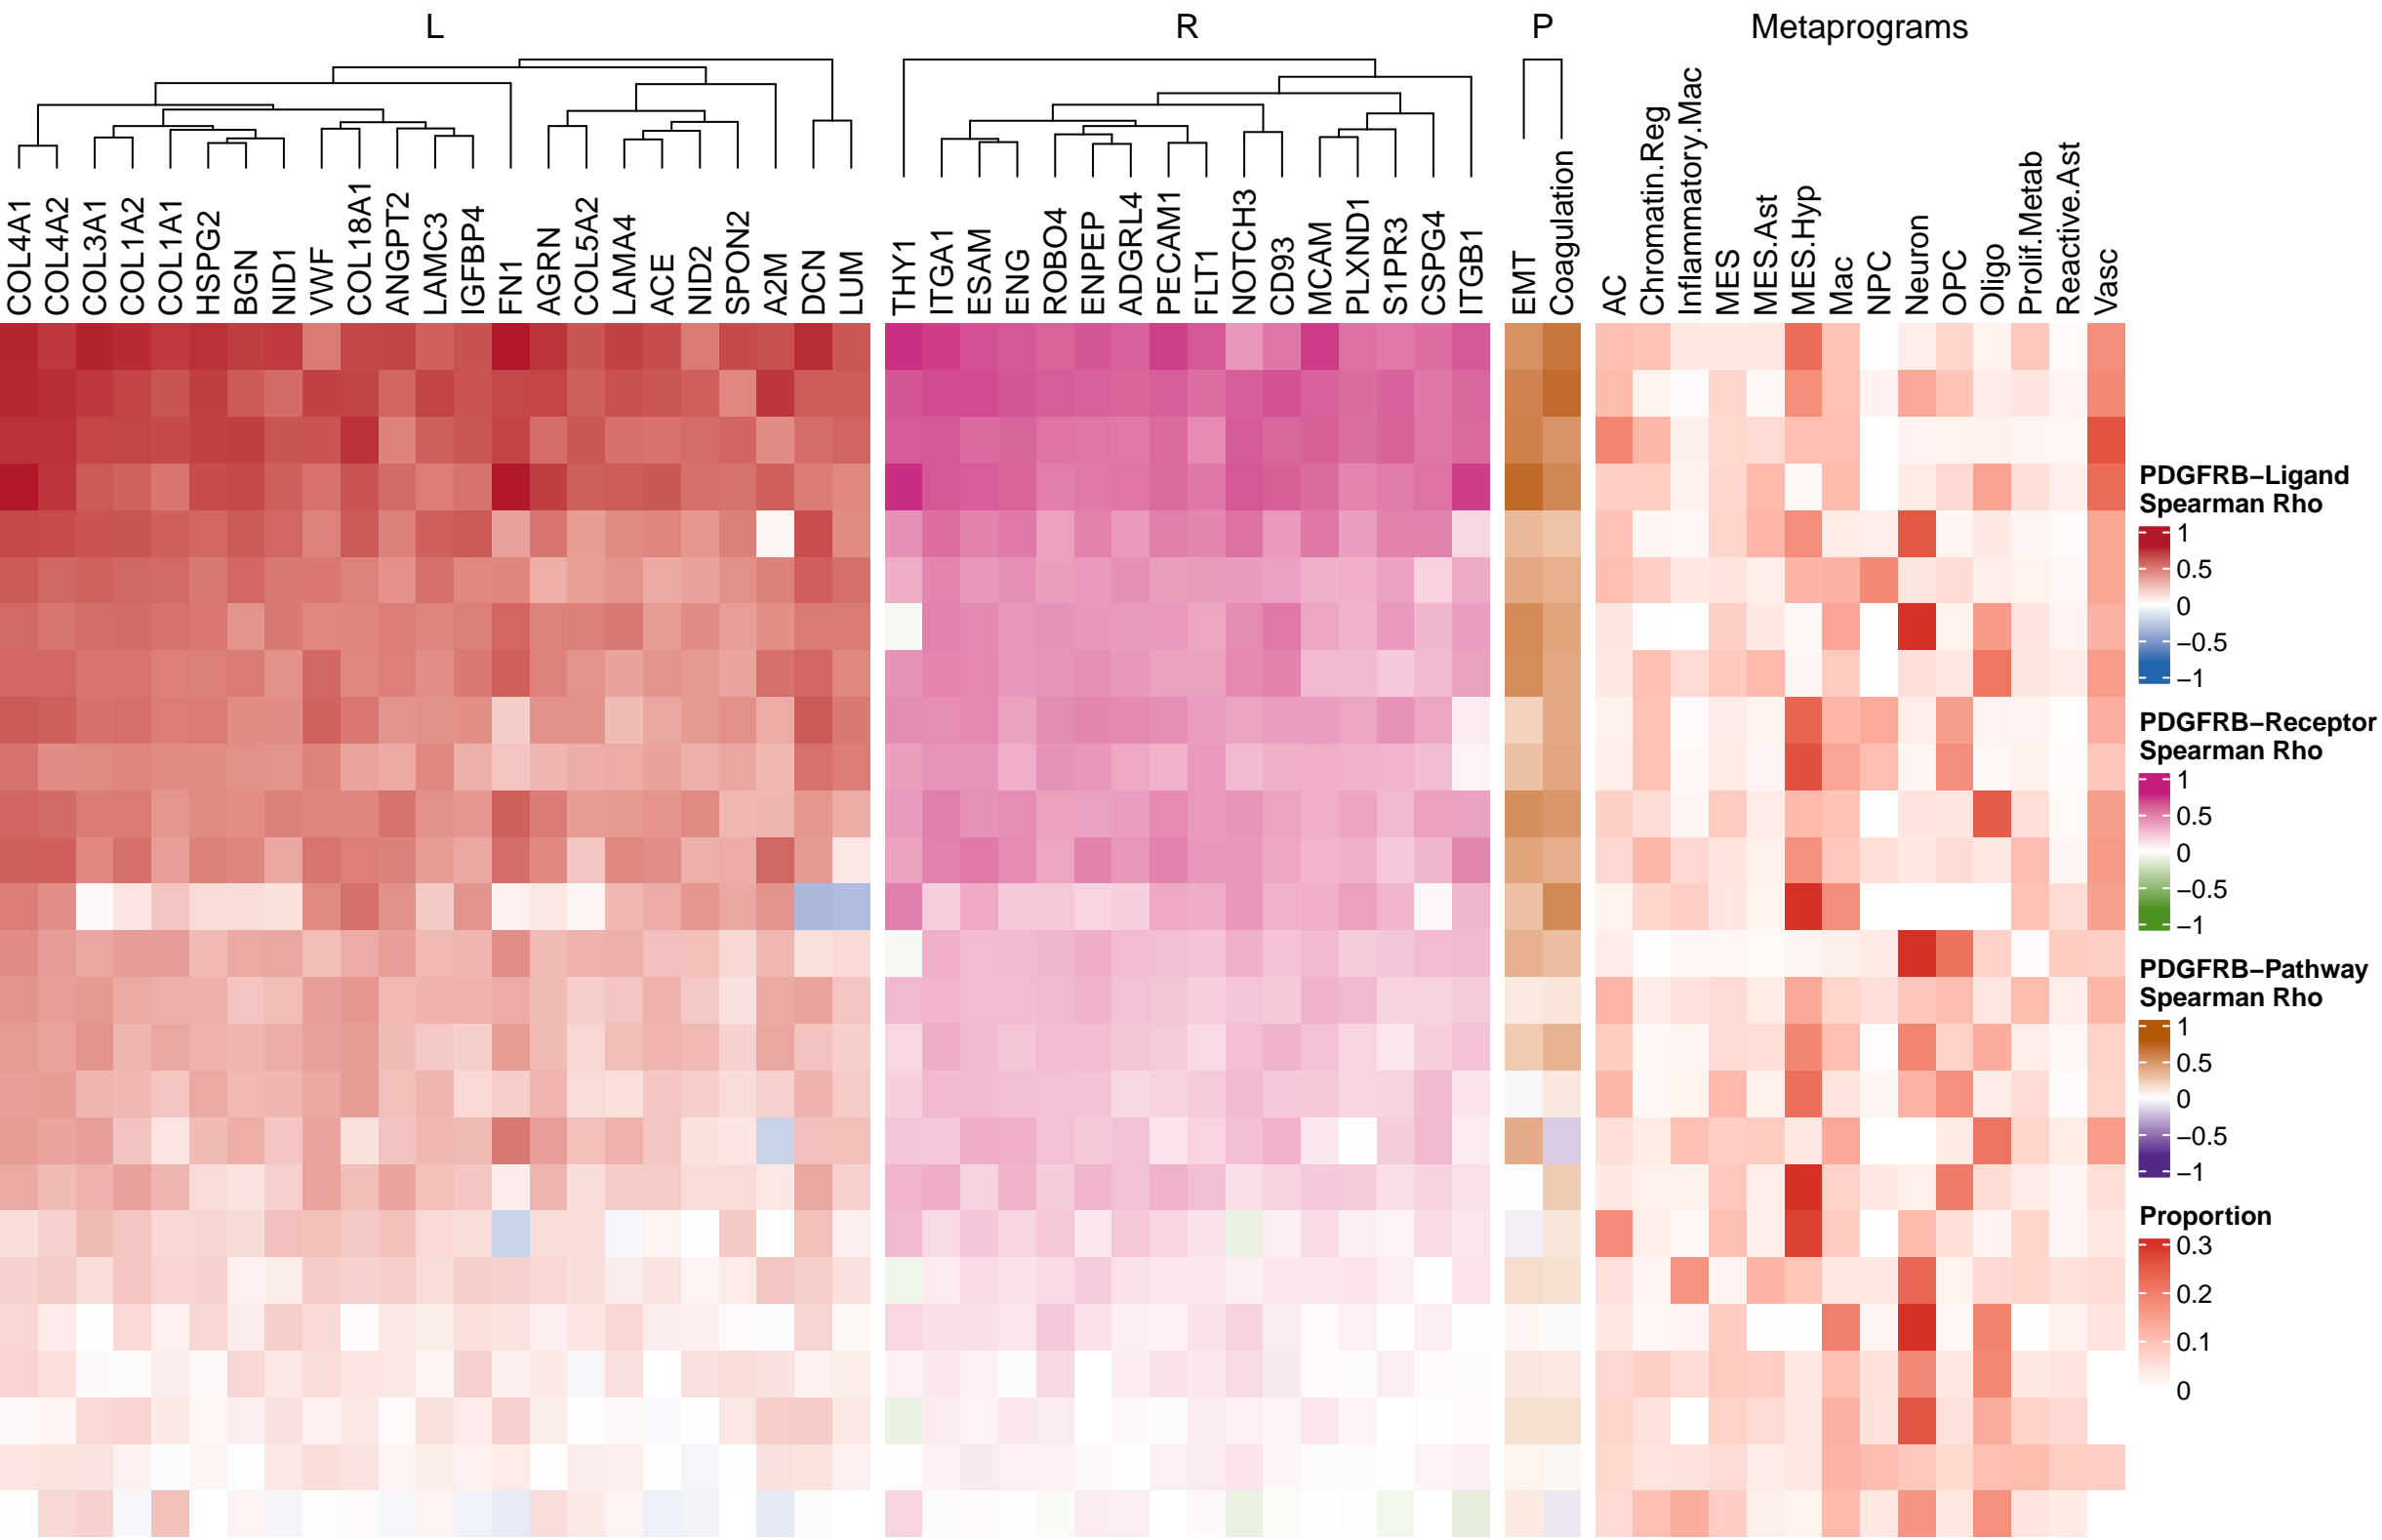 L
R
P
Metaprograms
COL4A1
COL4A2
COL3A1
COL1A2
COL1A1
HSPG2
BGN
NID1
VWF
COL18A1
ANGPT2
LAMC3
IGFBP4
FN1
AGRN
COL5A2
LAMA4
ACE
NID2
SPON2
A2M
DCN
LUM
THY1
ITGA1
ESAM
ENG
ROBO4
ENPEP
ADGRL4
PECAM1
FLT1
NOTCH3
CD93
MCAM
PLXND1
S1PR3
CSPG4
ITGB1
EMT
Coagulation
AC
Chromatin.Reg
Inflammatory.Mac
MES
MES.Ast
MES.Hyp
Mac
NPC
Neuron
OPC
Oligo
Prolif.Metab
Reactive.Ast
Vasc
PDGFRB−Ligand
Spearman Rho
1
0.5
0
−0.5
−1
PDGFRB−Receptor
Spearman Rho
1
0.5
0
−0.5
−1
PDGFRB−Pathway
Spearman Rho
1
0.5
0
−0.5
−1
Proportion
0.3
0.2
0.1
0